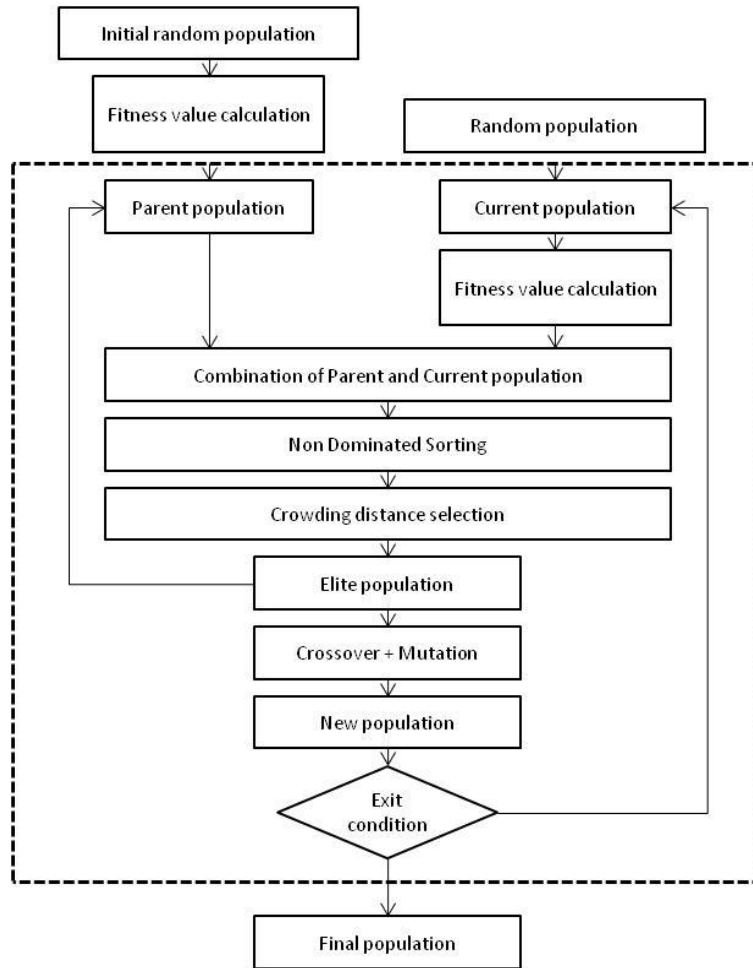 Initial random population
Fitness value calculation
Random population
Parent population
Current population
Fitness value calculation
Combination of Parent and Current population
Non Dominated Sorting
Crowding distance selection
Elite population
Crossover + Mutation
New population
Exit
condition
Final population